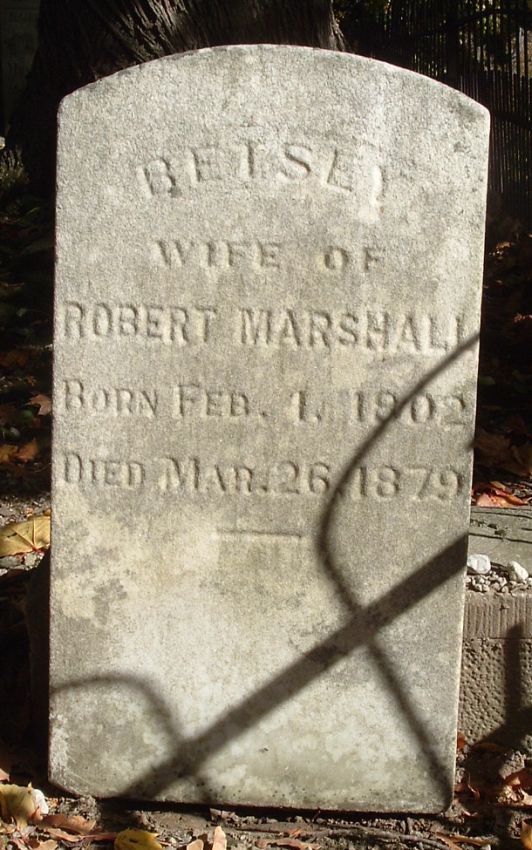 BETSEY
WIFE OF
ROBERT MARSHALL
BORN FEB. 1, 1802
DIED MAR. 26, 1879